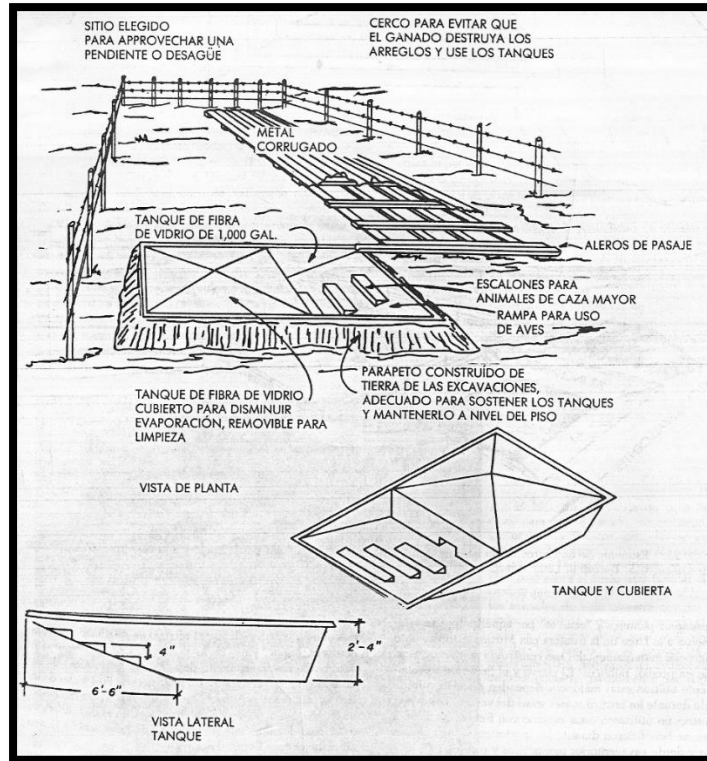 SITIO ELEGIDO
PARA APPROVECHAR UNA
PENDIENTE O DESAGÜE
CERCO PARA EVITAR QUE
EL GANADO DESTRUYA LOS
ARREGLOS Y USE LOS TANQUES
METAL
CORRUGADO
TANQUE DE FIBRA
DE VIDRIO DE 1,000 GAL.
ALEROS DE PASAJE
ESCALONES PARA
ANIMALES DE CAZA MAYOR
RAMPA PARA USO
DE AVES
TANQUE DE FIBRA DE VIDRIO
CUBIERTO PARA DISMINUIR
EVAPORACIÓN, REMOVIBLE PARA
LIMPIEZA
PARAPETO CONSTRUÍDO DE
TIERRA DE LAS EXCAVACIONES,
ADECUADO PARA SOSTENER LOS TANQUES
Y MANTENERLO A NIVEL DEL PISO
VISTA DE PLANTA
TANQUE Y CUBIERTA
4"
2'-4"
6'-6"
VISTA LATERAL
TANQUE